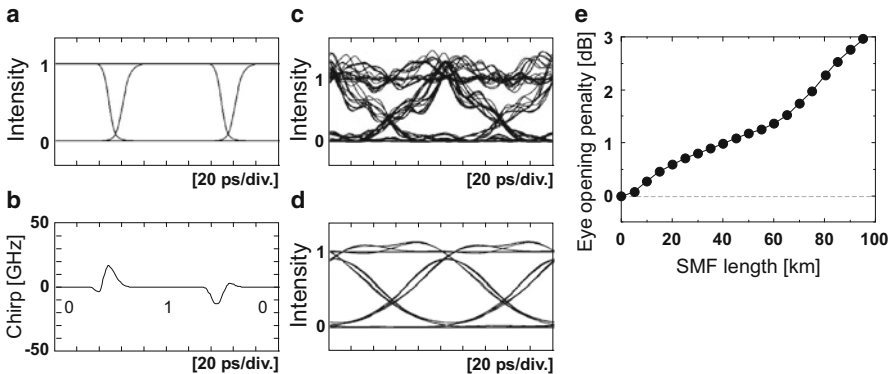 a
Intensity
1
0
[20 ps/div.]
b
Chirp [GHz]
50
0
-50
0 1 0
[20 ps/div.]
c
Intensity
1
0
[20 ps/div.]
d
Intensity
1
0
[20 ps/div.]
e
Eye opening penalty [dB]
3
2
1
0
0 20 40 60 80 100
SMF length [km]